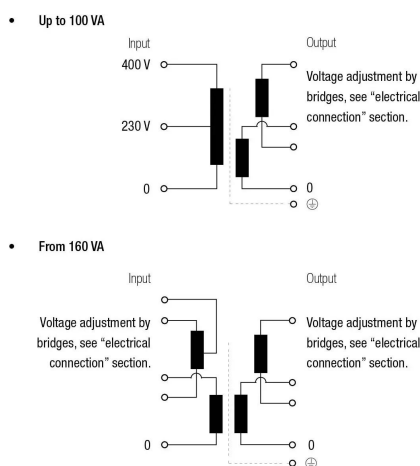 • Up to 100 VA
Input
Output
400 V
230 V
0
Voltage adjustment by
bridges, see “electrical
connection” section.
0
• From 160 VA
Input
Output
Voltage adjustment by
bridges, see “electrical
connection” section.
0
Voltage adjustment by
bridges, see “electrical
connection” section.
0